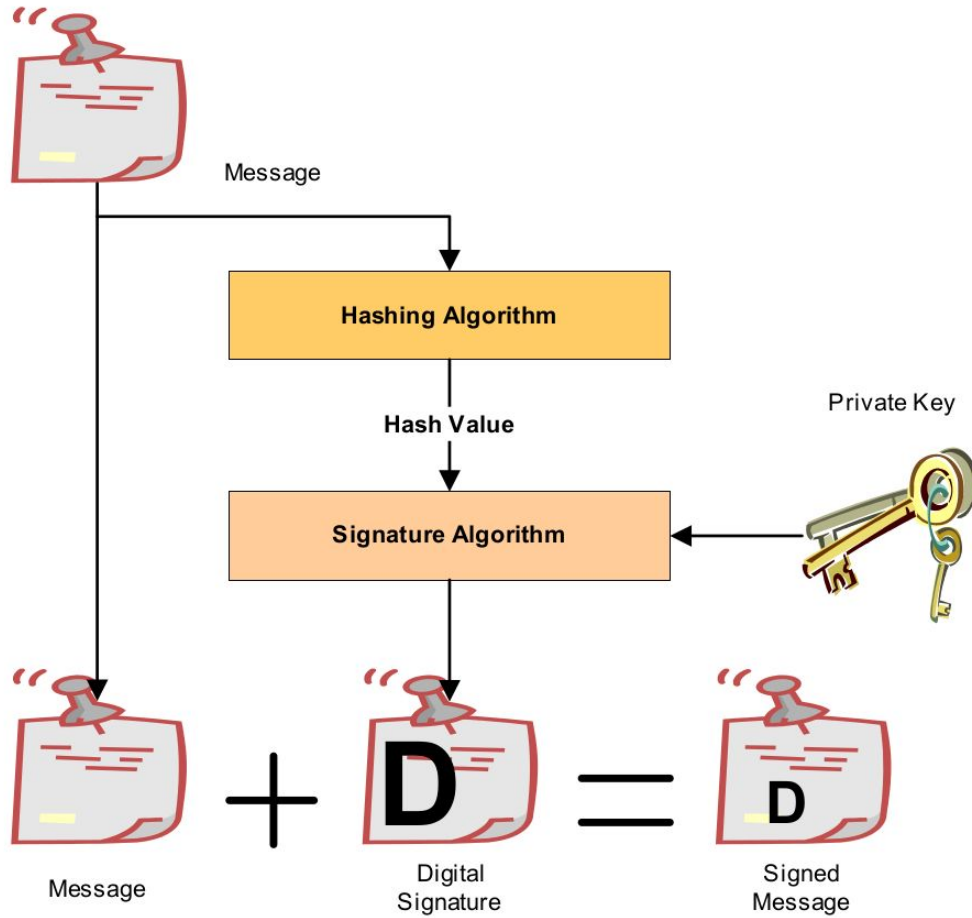 Message
Hashing Algorithm
Hash Value
Private Key
Signature Algorithm
D
D
Message
Digital
Signature
Signed
Message